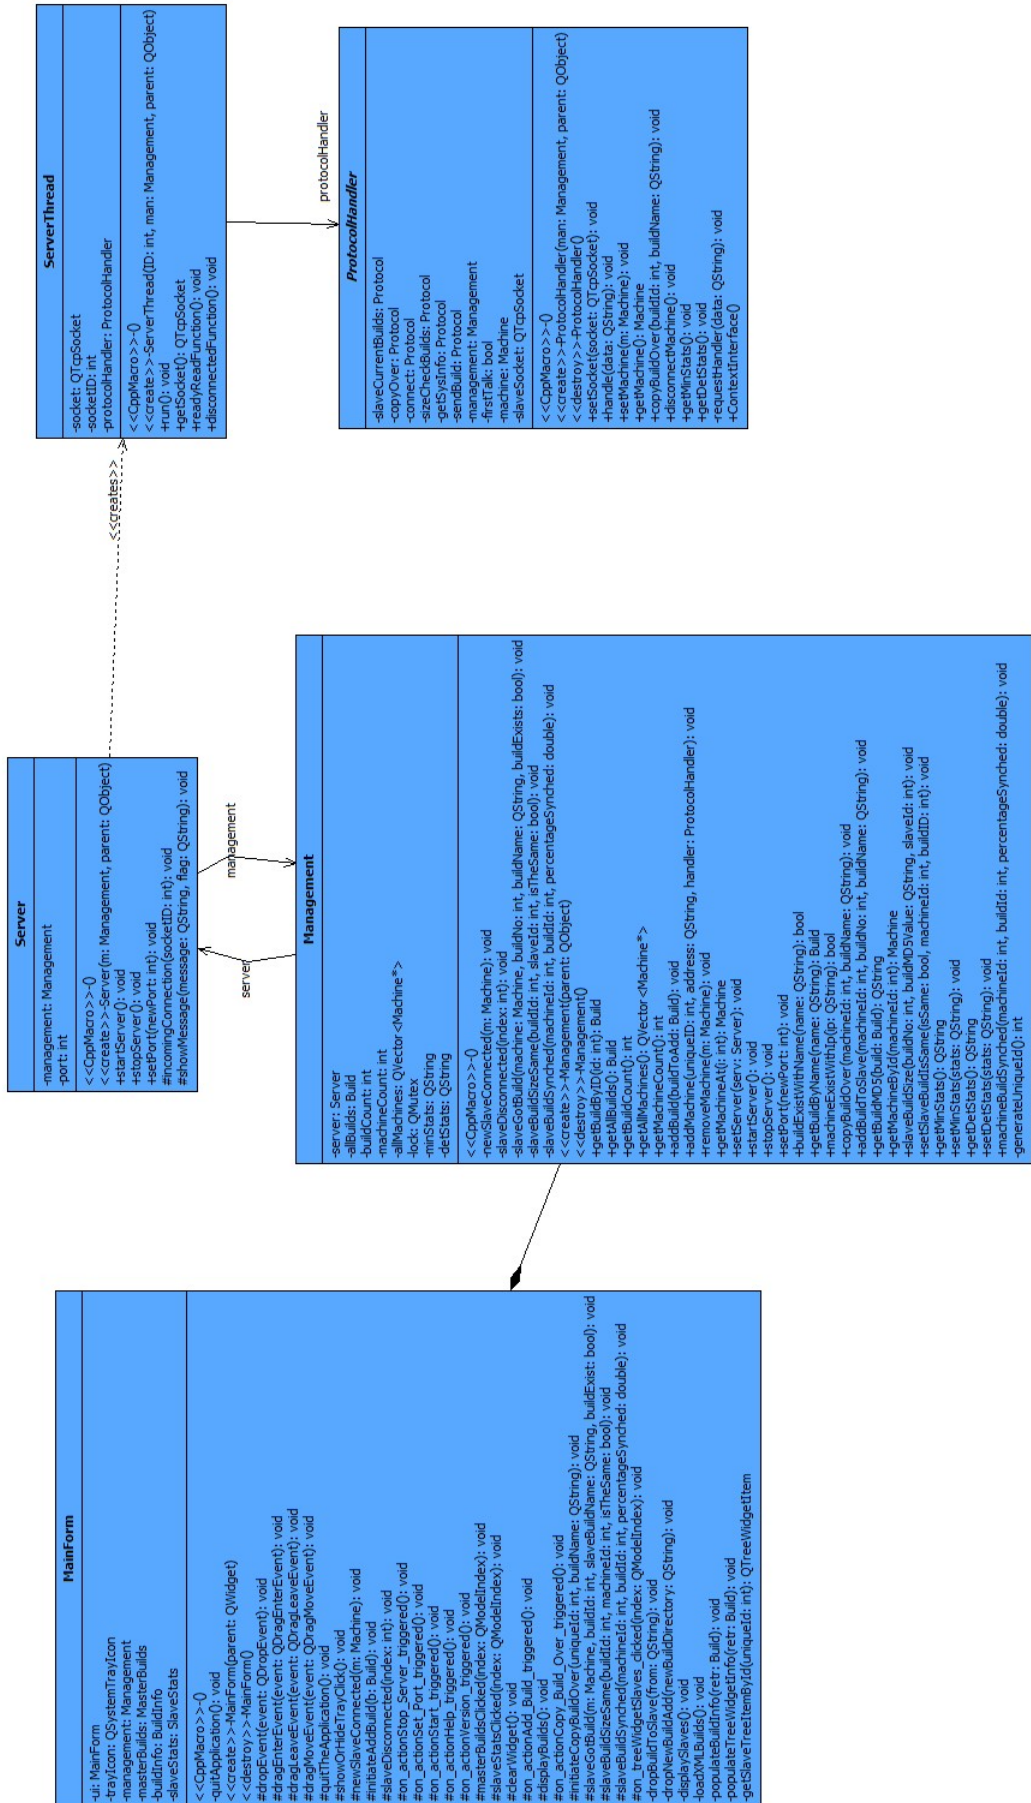 MainForm
-ui: MainForm
-trayIcon: QSystemTrayIcon
-management: Management
-masterBuilds: MasterBuilds
-buildInfo: BuildInfo
-slaveStats: SlaveStats
<<CppMacro>>-()
-quitApplication(): void
<<create>>-MainForm(parent: QWidget)
<<destroy>>-MainForm()
#dropEvent(event: QDropEvent): void
#dragEnterEvent(event: QDragEnterEvent): void
#dragLeaveEvent(event: QDragLeaveEvent): void
#dragMoveEvent(event: QDragMoveEvent): void
#quitTheApplication(): void
#showOrHideTrayClick(): void
#newSlaveConnected(m: Machine): void
#initiateAddBuild(b: Build): void
#slaveDisconnected(index: int): void
#on_actionStop_Server_triggered(): void
#on_actionSet_Port_triggered(): void
#on_actionStart_triggered(): void
#on_actionHelp_triggered(): void
#on_actionVersion_triggered(): void
#masterBuildsClicked(index: QModelIndex): void
#slaveStatsClicked(index: QModelIndex): void
#clearWidget(): void
#on_actionAdd_Build_triggered(): void
#displayBuilds(): void
#on_actionCopy_Build_Over_triggered(): void
#initiateCopyBuildOver(uniqueId: int, buildName: QString): void
#slaveGotBuild(m: Machine, buildId: int, slaveBuildName: QString, buildExist: bool): void
#slaveBuildSizeSame(buildId: int, machineId: int, isTheSame: bool): void
#slaveBuildSynched(machineId: int, buildId: int, percentageSynched: double): void
#on_treeWidgetSlaves_clicked(index: QModelIndex): void
-dropBuildToSlave(from: QString): void
-dropNewBuildAdd(newBuildDirectory: QString): void
-displaySlaves(): void
-loadXMLBuilds(): void
-populateBuildInfo(retr: Build): void
-populateTreeWidgetInfo(retr: Build): void
-getSlaveTreeItemById(uniqueId: int): QTreeWidgetItem
Server
-management: Management
-port: int
<<CppMacro>>-()
<<create>>-Server(m: Management, parent: QObject)
+startServer(): void
+stopServer(): void
+setPort(newPort: int): void
#incomingConnection(socketID: int): void
#showMessage(message: QString, flag: QString): void
server
management
Management
-server: Server
-allBuilds: Build
-buildCount: int
-machineCount: int
-allMachines: QVector<Machine*>
-lock: QMutex
-minStats: QString
-detStats: QString
<<CppMacro>>-()
-newSlaveConnected(m: Machine): void
-slaveDisconnected(index: int): void
-slaveGotBuild(machine: Machine, buildNo: int, buildName: QString, buildExists: bool): void
-slaveBuildSizeSame(buildId: int, slaveId: int, isTheSame: bool): void
-slaveBuildSynched(machineId: int, buildId: int, percentageSynched: double): void
<<create>>-Management(parent: QObject)
<<destroy>>-Management()
+getBuildByID(id: int): Build
+getAllBuilds(): Build
+getBuildCount(): int
+getAllMachines(): QVector<Machine*>
+getMachineCount(): int
+addBuild(buildToAdd: Build): void
+addMachine(uniqueID: int, address: QString, handler: ProtocolHandler): void
+removeMachine(m: Machine): void
+getMachineAt(i: int): Machine
+setServer(serv: Server): void
+startServer(): void
+stopServer(): void
+setPort(newPort: int): void
+buildExistWithName(name: QString): bool
+getBuildByName(name: QString): Build
+machineExistWithIp(ip: QString): bool
+copyBuildOver(machineId: int, buildName: QString): void
+addBuildToSlave(machineId: int, buildNo: int, buildName: QString): void
+getBuildMD5(build: Build): QString
+getMachineById(machineId: int): Machine
+slaveBuildSize(buildNo: int, buildMD5Value: QString, slaveId: int): void
+setSlaveBuildIsSame(isSame: bool, machineId: int, buildID: int): void
+getMinStats(): QString
+setMinStats(stats: QString): void
+getDetStats(): QString
+setDetStats(stats: QString): void
+machineBuildSynched(machineId: int, buildId: int, percentageSynched: double): void
-generateUniqueId(): int
<<creates>>
ServerThread
-socket: QTcpSocket
-socketID: int
-protocolHandler: ProtocolHandler
<<CppMacro>>-()
<<create>>-ServerThread(ID: int, man: Management, parent: QObject)
+run(): void
+getSocket(): QTcpSocket
+readyReadFunction(): void
+disconnectedFunction(): void
protocolHandler
ProtocolHandler
-slaveCurrentBuilds: Protocol
-copyOver: Protocol
-connect: Protocol
-sizeCheckBuilds: Protocol
-getSysInfo: Protocol
-sendBuild: Protocol
-management: Management
-firstTalk: bool
-machine: Machine
-slaveSocket: QTcpSocket
<<CppMacro>>-()
<<create>>-ProtocolHandler(man: Management, parent: QObject)
<<destroy>>-ProtocolHandler()
+setSocket(socket: QTcpSocket): void
+handle(data: QString): void
+setMachine(m: Machine): void
+getMachine(): Machine
+copyBuildOver(buildId: int, buildName: QString): void
+disconnectMachine(): void
+getMinStats(): void
+getDetStats(): void
-requestHandler(data: QString): void
+ContextInterface()